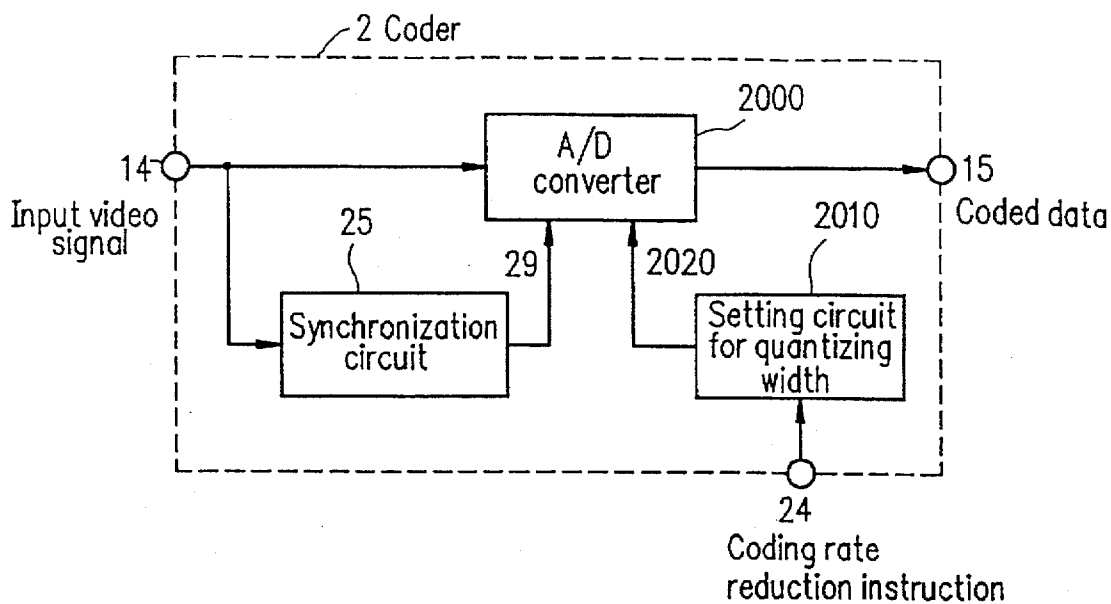 2 Coder
2000
A/D
converter
14
Input video
signal
15
Coded data
25
29
2020
2010
Synchronization
circuit
Setting circuit
for quantizing
width
24
Coding rate
reduction instruction